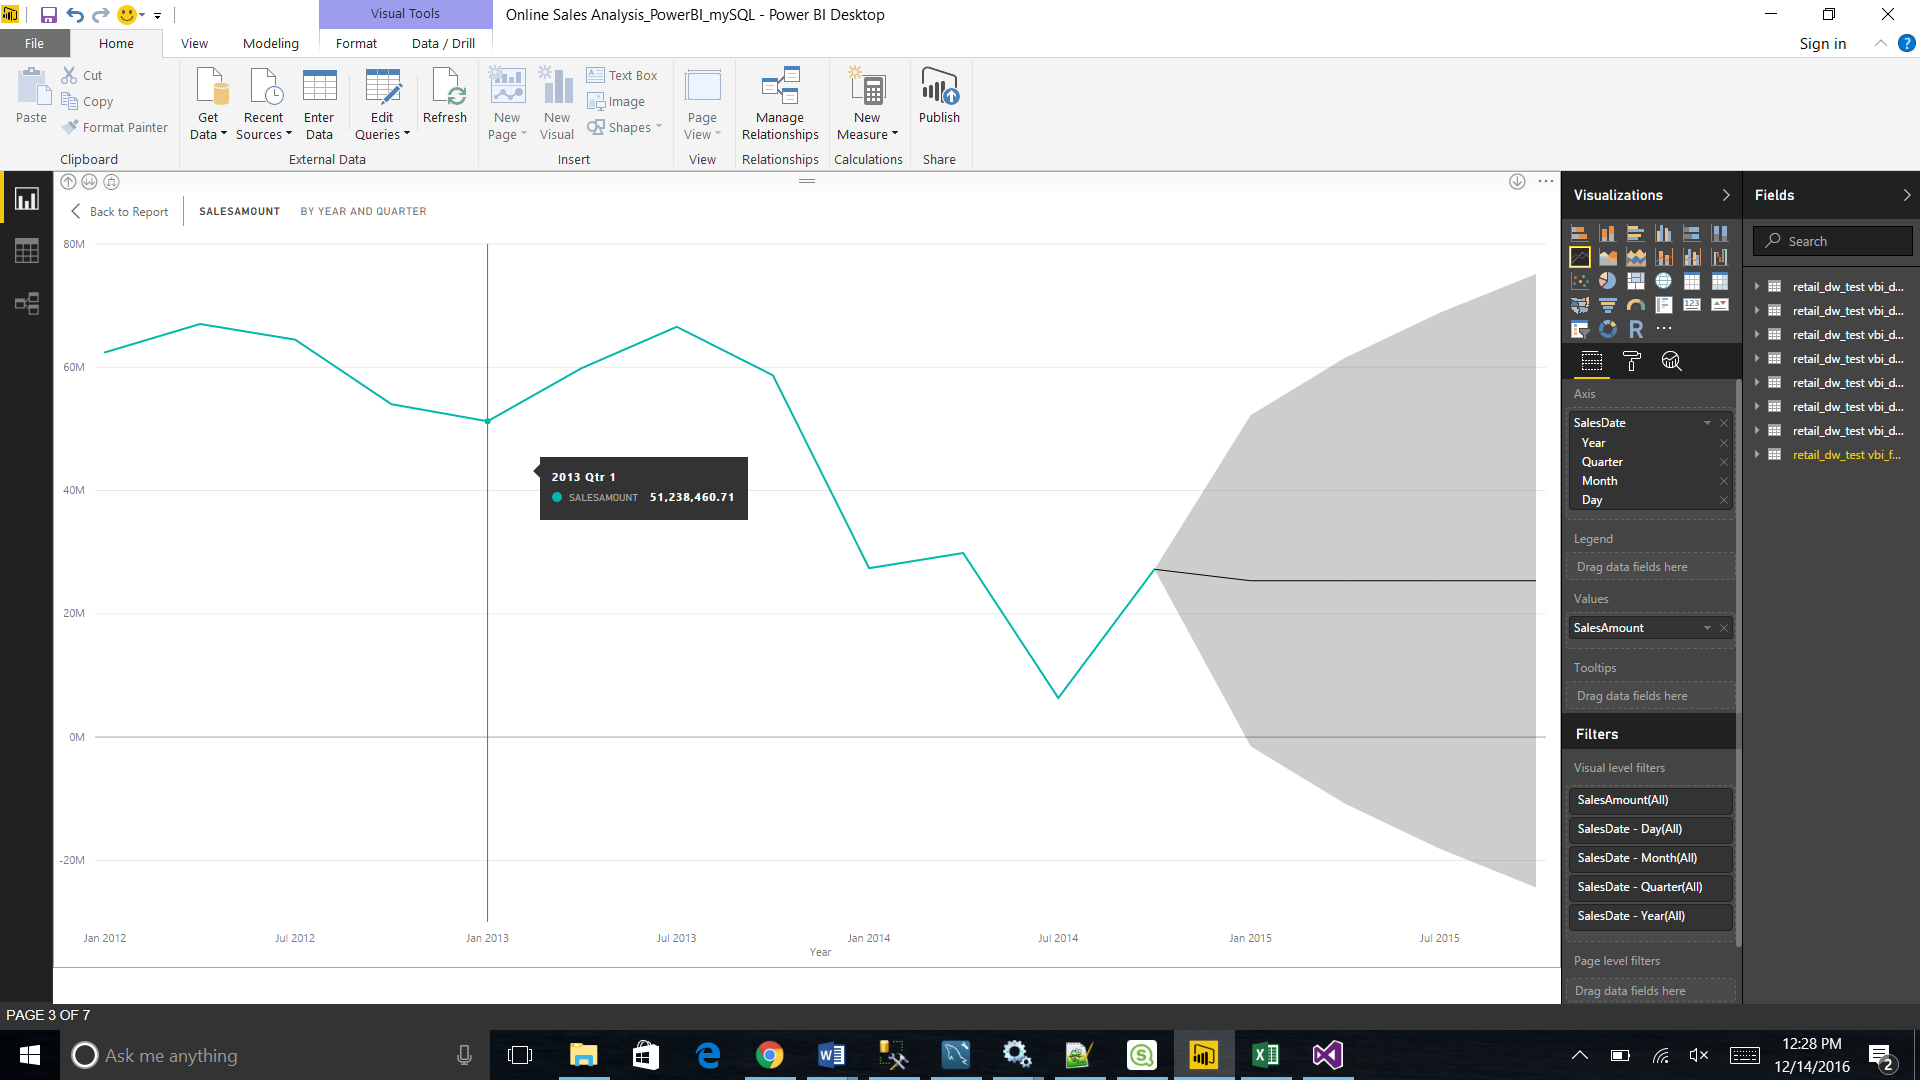 Visual Tools
Online Sales Analysis_PowerBI_mySQL - Power BI Desktop
File
Home
View
Modeling
Format
Data / Drill
Sign in
Paste
Cut
Copy
Format Painter
Clipboard
Get Data
Recent Sources
Enter Data
Edit Queries
Refresh
External Data
New Page
New Visual
Text Box
Image
Shapes
Insert
Page View
View
Manage Relationships
Relationships
New Measure
Calculations
Publish
Share
Back to Report
SALESAMOUNT BY YEAR AND QUARTER
80M
60M
40M
20M
0M
-20M
2013 Qtr 1
SALESAMOUNT 51,238,460.71
Jan 2012
Jul 2012
Jan 2013
Jul 2013
Jan 2014
Jul 2014
Jan 2015
Jul 2015
Year
Visualizations
R
123
Axis
SalesDate
Year
Quarter
Month
Day
Legend
Drag data fields here
Values
SalesAmount
Tooltips
Drag data fields here
Filters
Visual level filters
SalesAmount(All)
SalesDate - Day(All)
SalesDate - Month(All)
SalesDate - Quarter(All)
SalesDate - Year(All)
Page level filters
Drag data fields here
Fields
Search
retail_dw_test vbi_d...
retail_dw_test vbi_d...
retail_dw_test vbi_d...
retail_dw_test vbi_d...
retail_dw_test vbi_d...
retail_dw_test vbi_d...
retail_dw_test vbi_d...
retail_dw_test vbi_f...
PAGE 3 OF 7
Ask me anything
12:28 PM
12/14/2016
2